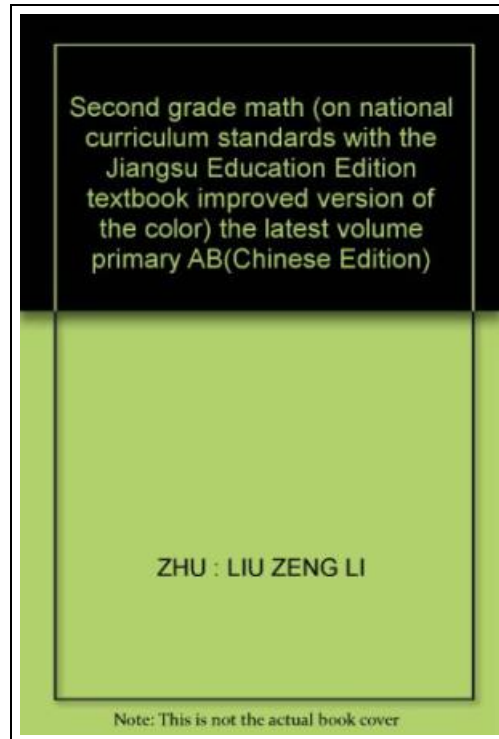 Second grade math (on national
curriculum standards with the
Jiangsu Education Edition
textbook improved version of
the color) the latest volume
primary AB(Chinese Edition)
ZHU : LIU ZENG LI
Note: This is not the actual book cover